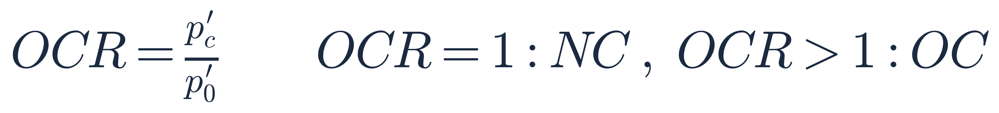 OCR = p'_c / p'_0    OCR = 1 : NC , OCR > 1 : OC